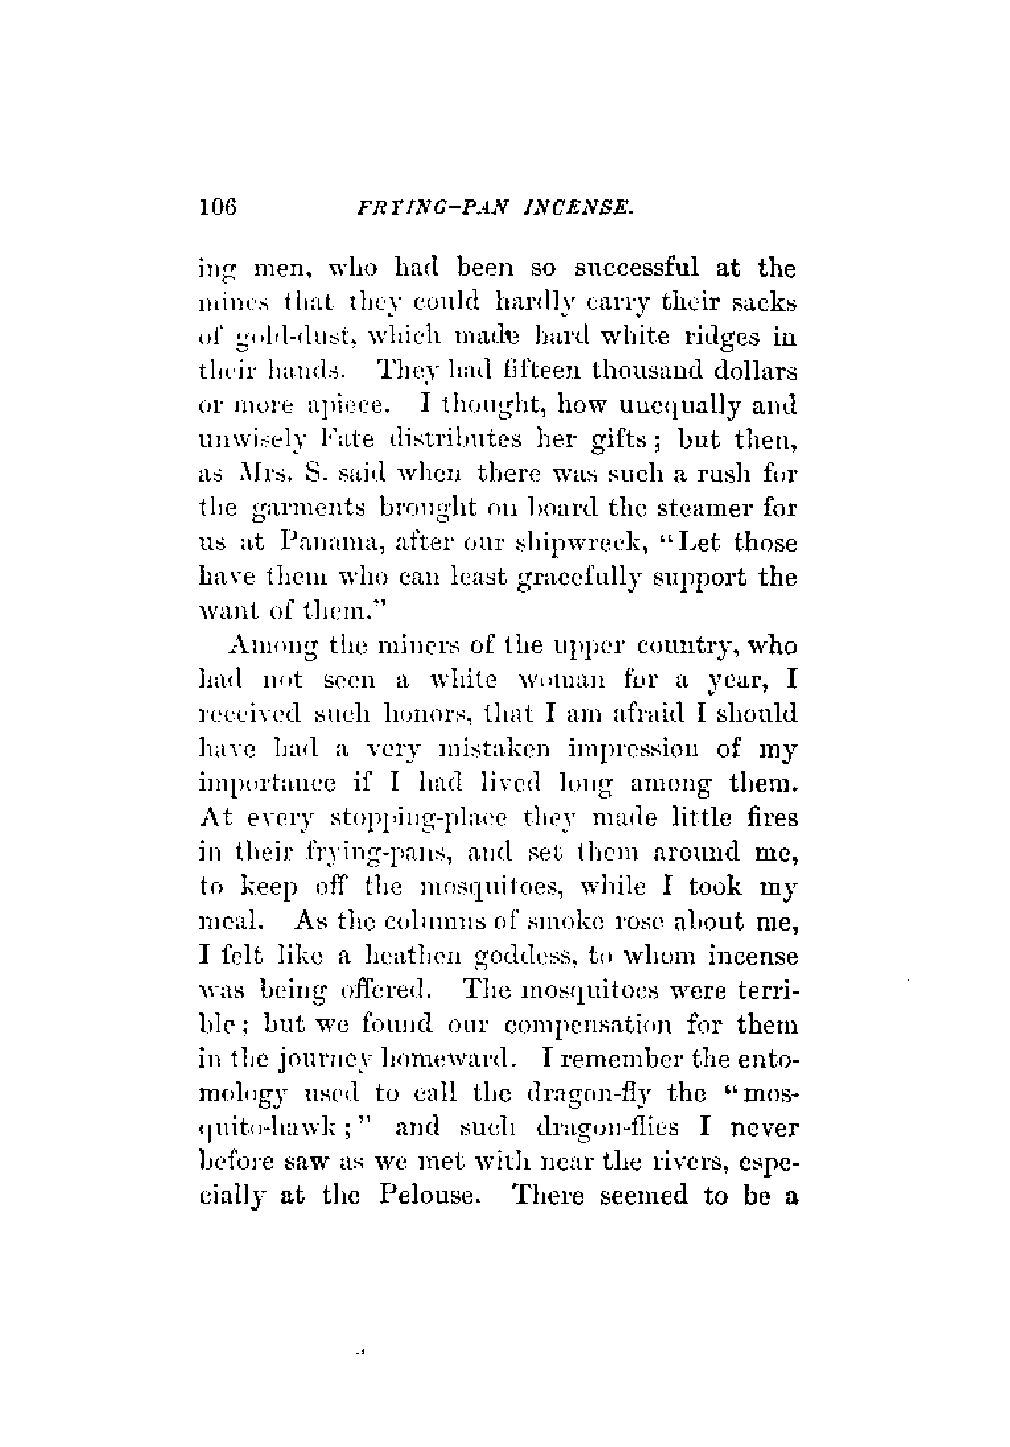 106 FRYING-PAN INCENSE.
ing men, who had been so successful at the
mines that they could hardly carry their sacks
of gold-dust, which made hard white ridges in
their hands. They had fifteen thousand dollars
or more apiece. I thought, how unequally and
unwisely Fate distributes her gifts; but then,
as Mrs. S. said when there was such a rush for
the garments brought on board the steamer for
us at Panama, after our shipwreck, "Let those
have them who can least gracefully support the
want of them."
Among the miners of the upper country, who
had not seen a white woman for a year, I
received such honors, that I am afraid I should
have had a very mistaken impression of my
importance if I had lived long among them.
At every stopping-place they made little fires
in their frying-pans, and set them around me,
to keep off the mosquitoes, while I took my
meal. As the columns of smoke rose about me,
I felt like a heathen goddess, to whom incense
was being offered. The mosquitoes were terri-
ble; but we found our compensation for them
in the journey homeward. I remember the ento-
mology used to call the dragon-fly the "mos-
quito-hawk;" and such dragon-flies I never
before saw as we met with near the rivers, espe-
cially at the Pelouse. There seemed to be a